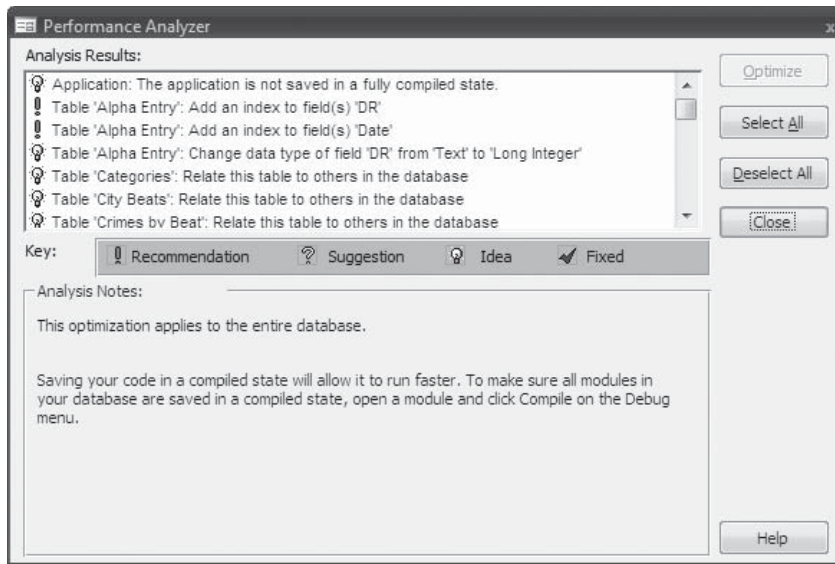 Performance Analyzer
x
Analysis Results:
Application: The application is not saved in a fully compiled state.
Table 'Alpha Entry': Add an index to field(s) 'DR'
Table 'Alpha Entry': Add an index to field(s) 'Date'
Table 'Alpha Entry': Change data type of field 'DR' from 'Text' to 'Long Integer'
Table 'Categories': Relate this table to others in the database
Table 'City Beats': Relate this table to others in the database
Table 'Crimes by Beat': Relate this table to others in the database
Optimize
Select All
Deselect All
Close
Key:
Recommendation
Suggestion
Idea
Fixed
Analysis Notes:
This optimization applies to the entire database.
Saving your code in a compiled state will allow it to run faster. To make sure all modules in
your database are saved in a compiled state, open a module and click Compile on the Debug
menu.
Help